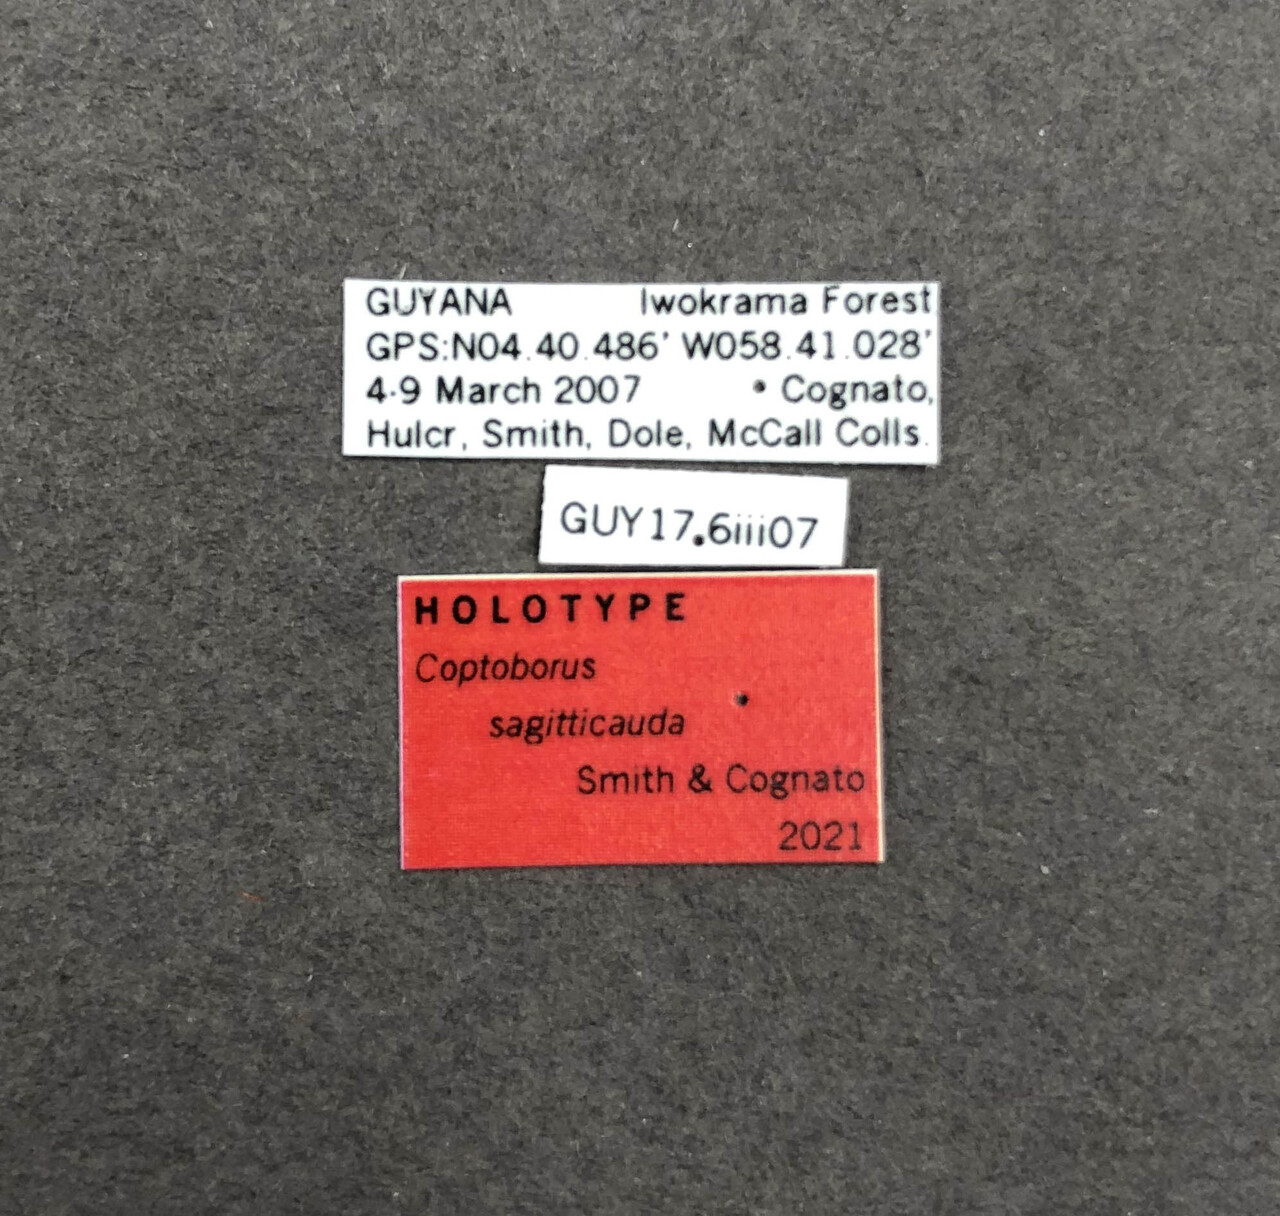 GUYANA Iwokrama Forest
GPS:N04.40.486' W058.41.028'
4-9 March 2007 Cognato,
Hulcr, Smith, Dole, McCall Colls.
GUY17.6iii07
HOLOTYPE
Coptoborus
sagitticauda
Smith & Cognato
2021